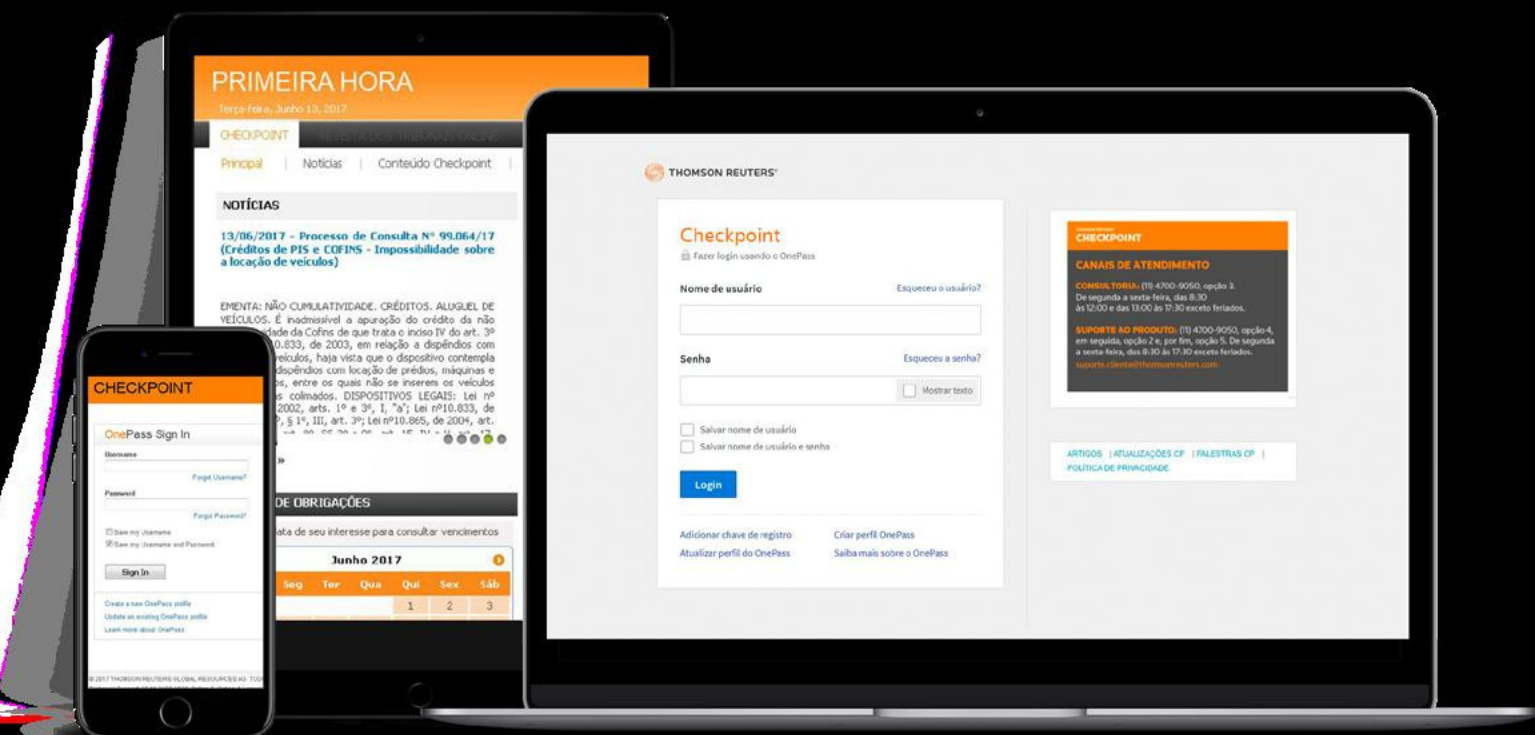 PRIMEIRA HORA
Terça-feira, Junho 13, 2017
CHECKPOINT
REVISTA DOS TRIBUNAIS ONLINE
Principal | Notícias | Conteúdo Checkpoint |
NOTÍCIAS
13/06/2017 - Processo de Consulta Nº 99.064/17
(Créditos de PIS e COFINS - Impossibilidade sobre
a locação de veículos)
EMENTA: NÃO CUMULATIVIDADE. CRÉDITOS. ALUGUEL DE
VEÍCULOS. É inadmissível a apuração do crédito da não
dade da Cofins de que trata o inciso IV do art. 3º
0.833, de 2003, em relação a dispêndios com
veículos, haja vista que o dispositivo contempla
dispêndios com locação de prédios, máquinas e
os, entre os quais não se inserem os veículos
s colimados. DISPOSITIVOS LEGAIS: Lei nº
2002, arts. 1º e 3º, I, "a"; Lei nº10.833, de
º, § 1º, III, art. 3º; Lei nº10.865, de 2004, art.
»
DE OBRIGAÇÕES
ata de seu interesse para consultar vencimentos
Junho 2017
Seg Ter Qua Qui Sex Sáb
1 2 3
CHECKPOINT
OnePass Sign In
Username
Forgot Username?
Password
Forgot Password?
Save my Username
Save my Username and Password
Sign In
Create a new OnePass profile
Update an existing OnePass profile
Learn more about OnePass
© 2017 THOMSON REUTERS GLOBAL RESOURCES AG. TODO
THOMSON REUTERS®
Checkpoint
Fazer login usando o OnePass
Nome de usuário Esqueceu o usuário?
Senha Esqueceu a senha?
Mostrar texto
Salvar nome de usuário
Salvar nome de usuário e senha
Login
Adicionar chave de registro Criar perfil OnePass
Atualizar perfil do OnePass Saiba mais sobre o OnePass
CHECKPOINT
CANAIS DE ATENDIMENTO
CONSULTORIA: (11) 4700-9050, opção 3.
De segunda a sexta-feira, das 8:30
às 12:00 e das 13:00 às 17:30 exceto feriados.
SUPORTE AO PRODUTO: (11) 4700-9050, opção 4,
em seguida, opção 2 e, por fim, opção 5. De segunda
a sexta-feira, das 8:30 às 17:30 exceto feriados.
suporte.cliente@thomsonreuters.com
ARTIGOS | ATUALIZAÇÕES CP | PALESTRAS CP |
POLÍTICA DE PRIVACIDADE